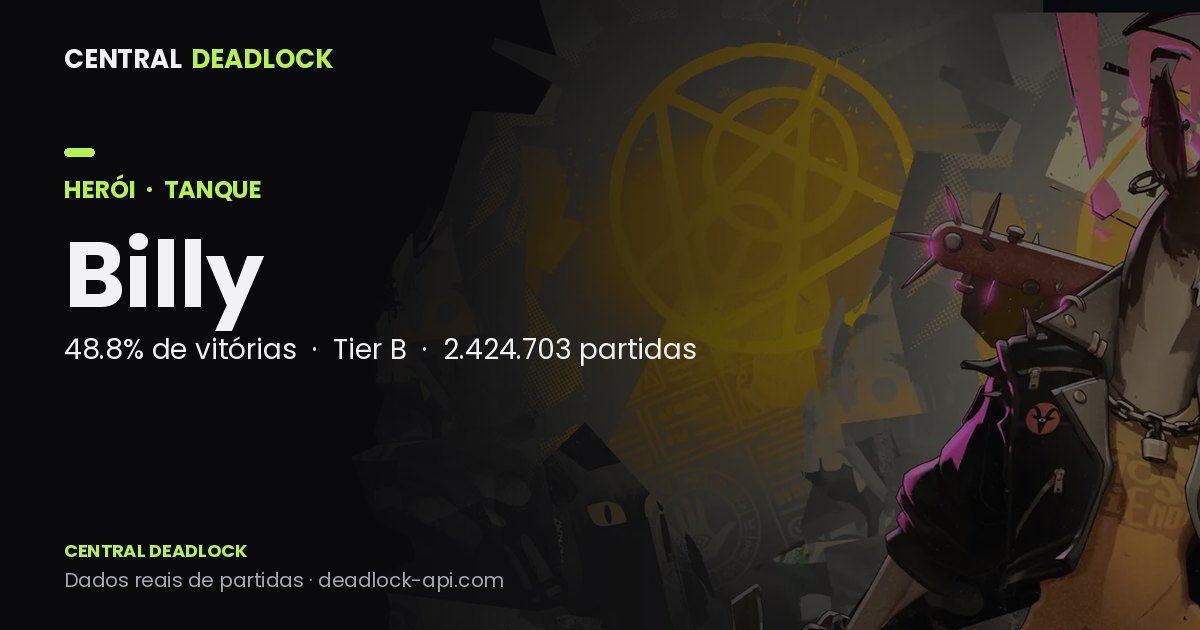 CENTRAL DEADLOCK
HERÓI · TANQUE
Billy
48.8% de vitórias · Tier B · 2.424.703 partidas
CENTRAL DEADLOCK
Dados reais de partidas · deadlock-api.com